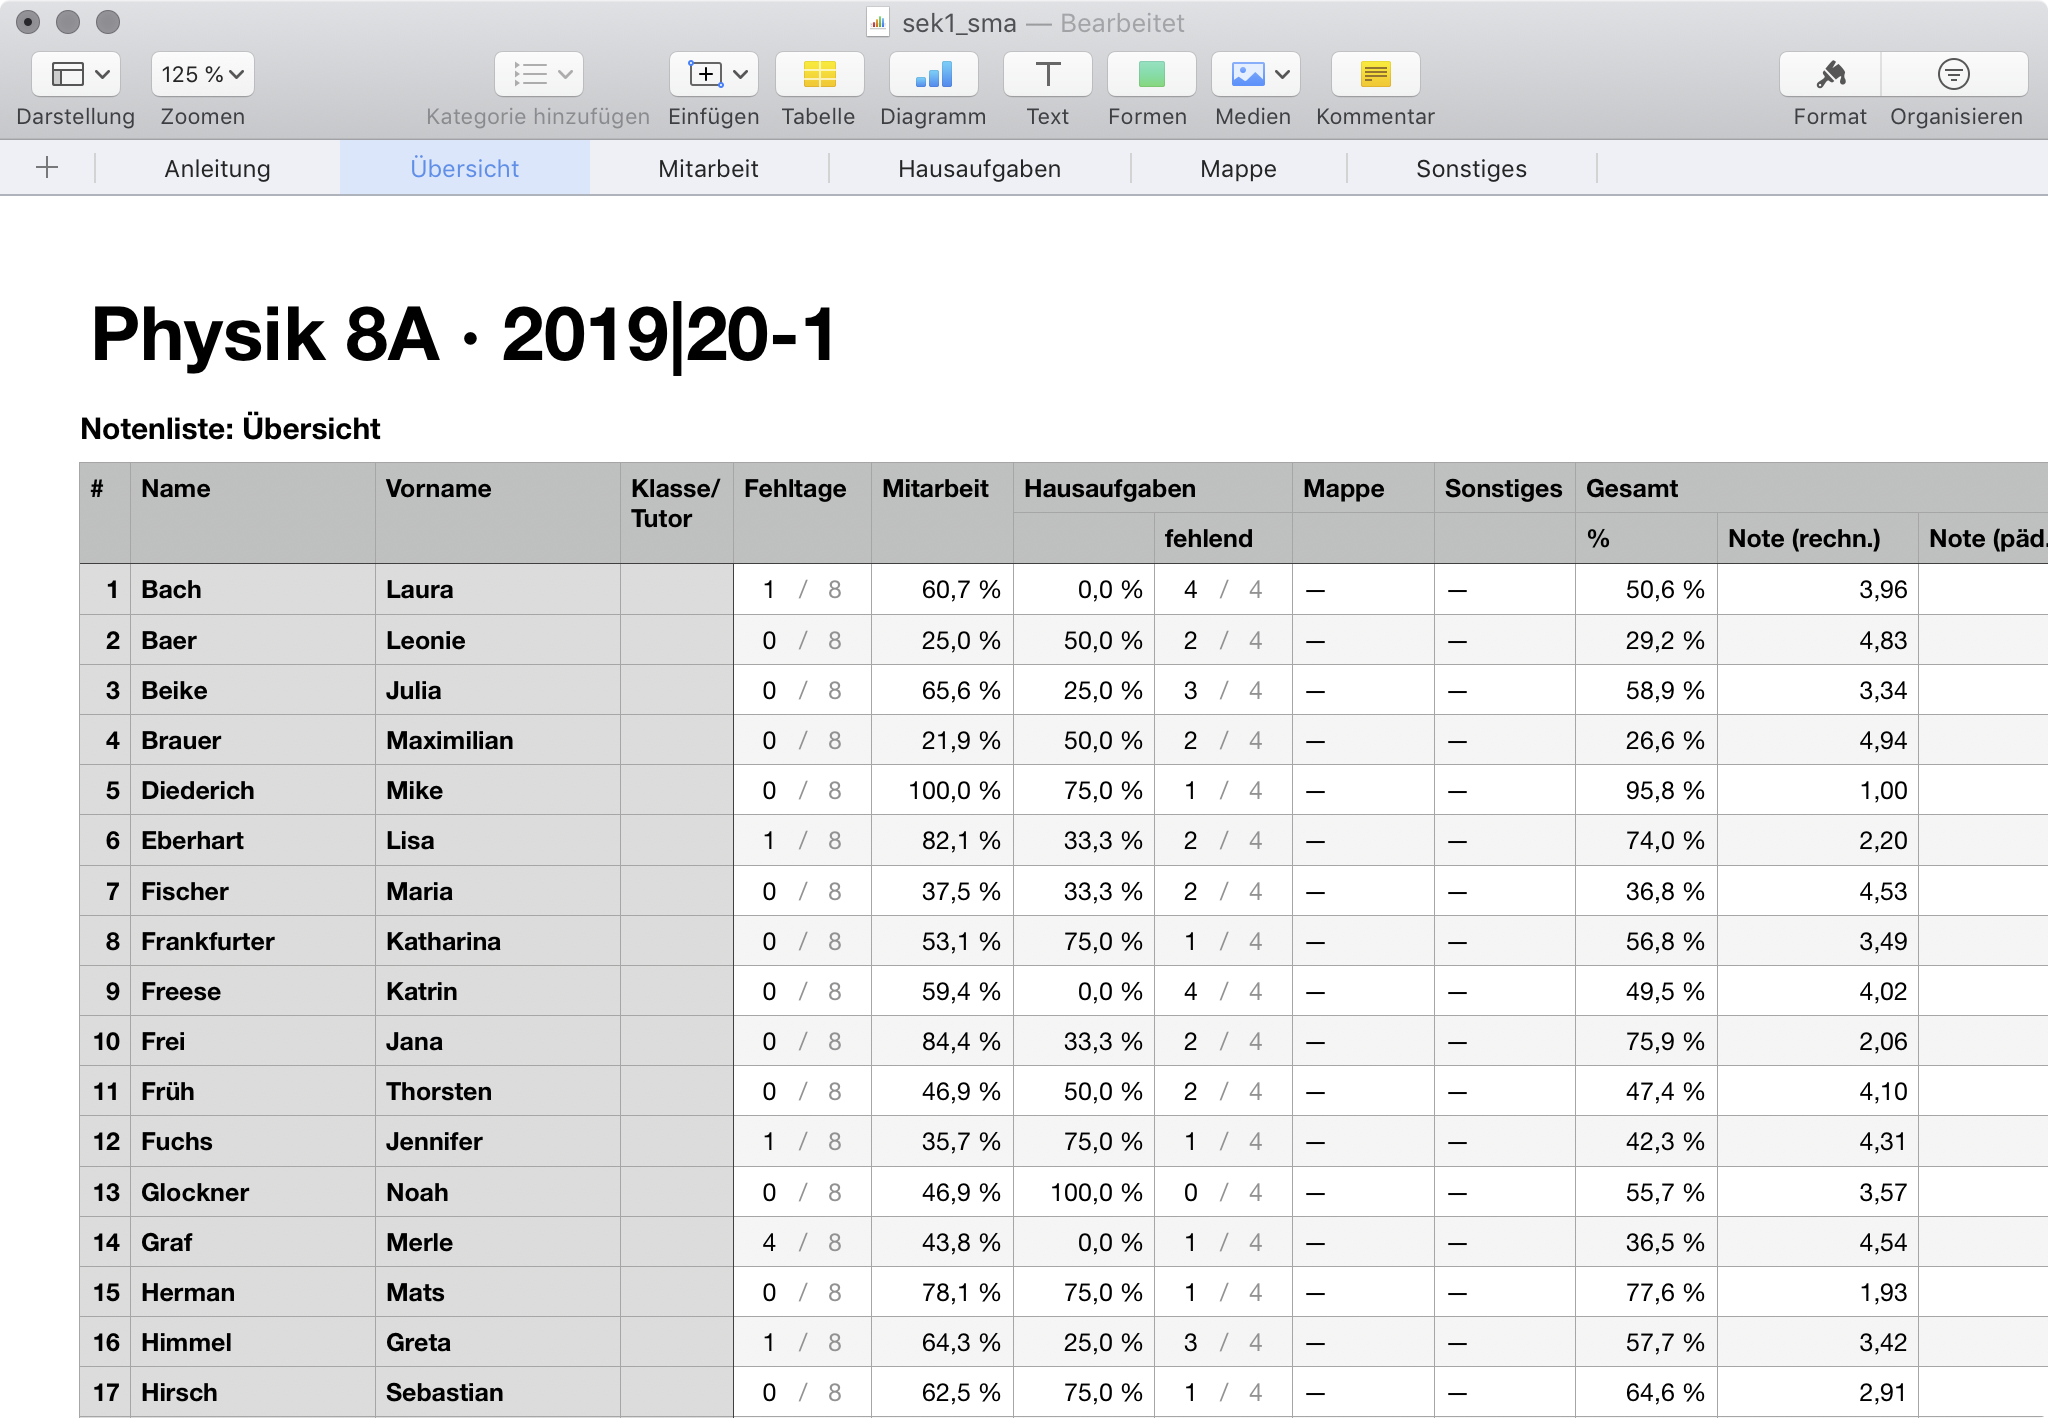 sek1_sma — Bearbeitet
125 %
Darstellung Zoomen Kategorie hinzufügen Einfügen Tabelle Diagramm Text Formen Medien Kommentar Format Organisieren
Anleitung Übersicht Mitarbeit Hausaufgaben Mappe Sonstiges
Physik 8A · 2019|20-1
Notenliste: Übersicht
# Name Vorname Klasse/ Fehltage Mitarbeit Hausaufgaben Mappe Sonstiges Gesamt
Tutor
fehlend % Note (rechn.) Note (päd.
1 Bach Laura 1 / 8 60,7 % 0,0 % 4 / 4 — — 50,6 % 3,96
2 Baer Leonie 0 / 8 25,0 % 50,0 % 2 / 4 — — 29,2 % 4,83
3 Beike Julia 0 / 8 65,6 % 25,0 % 3 / 4 — — 58,9 % 3,34
4 Brauer Maximilian 0 / 8 21,9 % 50,0 % 2 / 4 — — 26,6 % 4,94
5 Diederich Mike 0 / 8 100,0 % 75,0 % 1 / 4 — — 95,8 % 1,00
6 Eberhart Lisa 1 / 8 82,1 % 33,3 % 2 / 4 — — 74,0 % 2,20
7 Fischer Maria 0 / 8 37,5 % 33,3 % 2 / 4 — — 36,8 % 4,53
8 Frankfurter Katharina 0 / 8 53,1 % 75,0 % 1 / 4 — — 56,8 % 3,49
9 Freese Katrin 0 / 8 59,4 % 0,0 % 4 / 4 — — 49,5 % 4,02
10 Frei Jana 0 / 8 84,4 % 33,3 % 2 / 4 — — 75,9 % 2,06
11 Früh Thorsten 0 / 8 46,9 % 50,0 % 2 / 4 — — 47,4 % 4,10
12 Fuchs Jennifer 1 / 8 35,7 % 75,0 % 1 / 4 — — 42,3 % 4,31
13 Glockner Noah 0 / 8 46,9 % 100,0 % 0 / 4 — — 55,7 % 3,57
14 Graf Merle 4 / 8 43,8 % 0,0 % 1 / 4 — — 36,5 % 4,54
15 Herman Mats 0 / 8 78,1 % 75,0 % 1 / 4 — — 77,6 % 1,93
16 Himmel Greta 1 / 8 64,3 % 25,0 % 3 / 4 — — 57,7 % 3,42
17 Hirsch Sebastian 0 / 8 62,5 % 75,0 % 1 / 4 — — 64,6 % 2,91